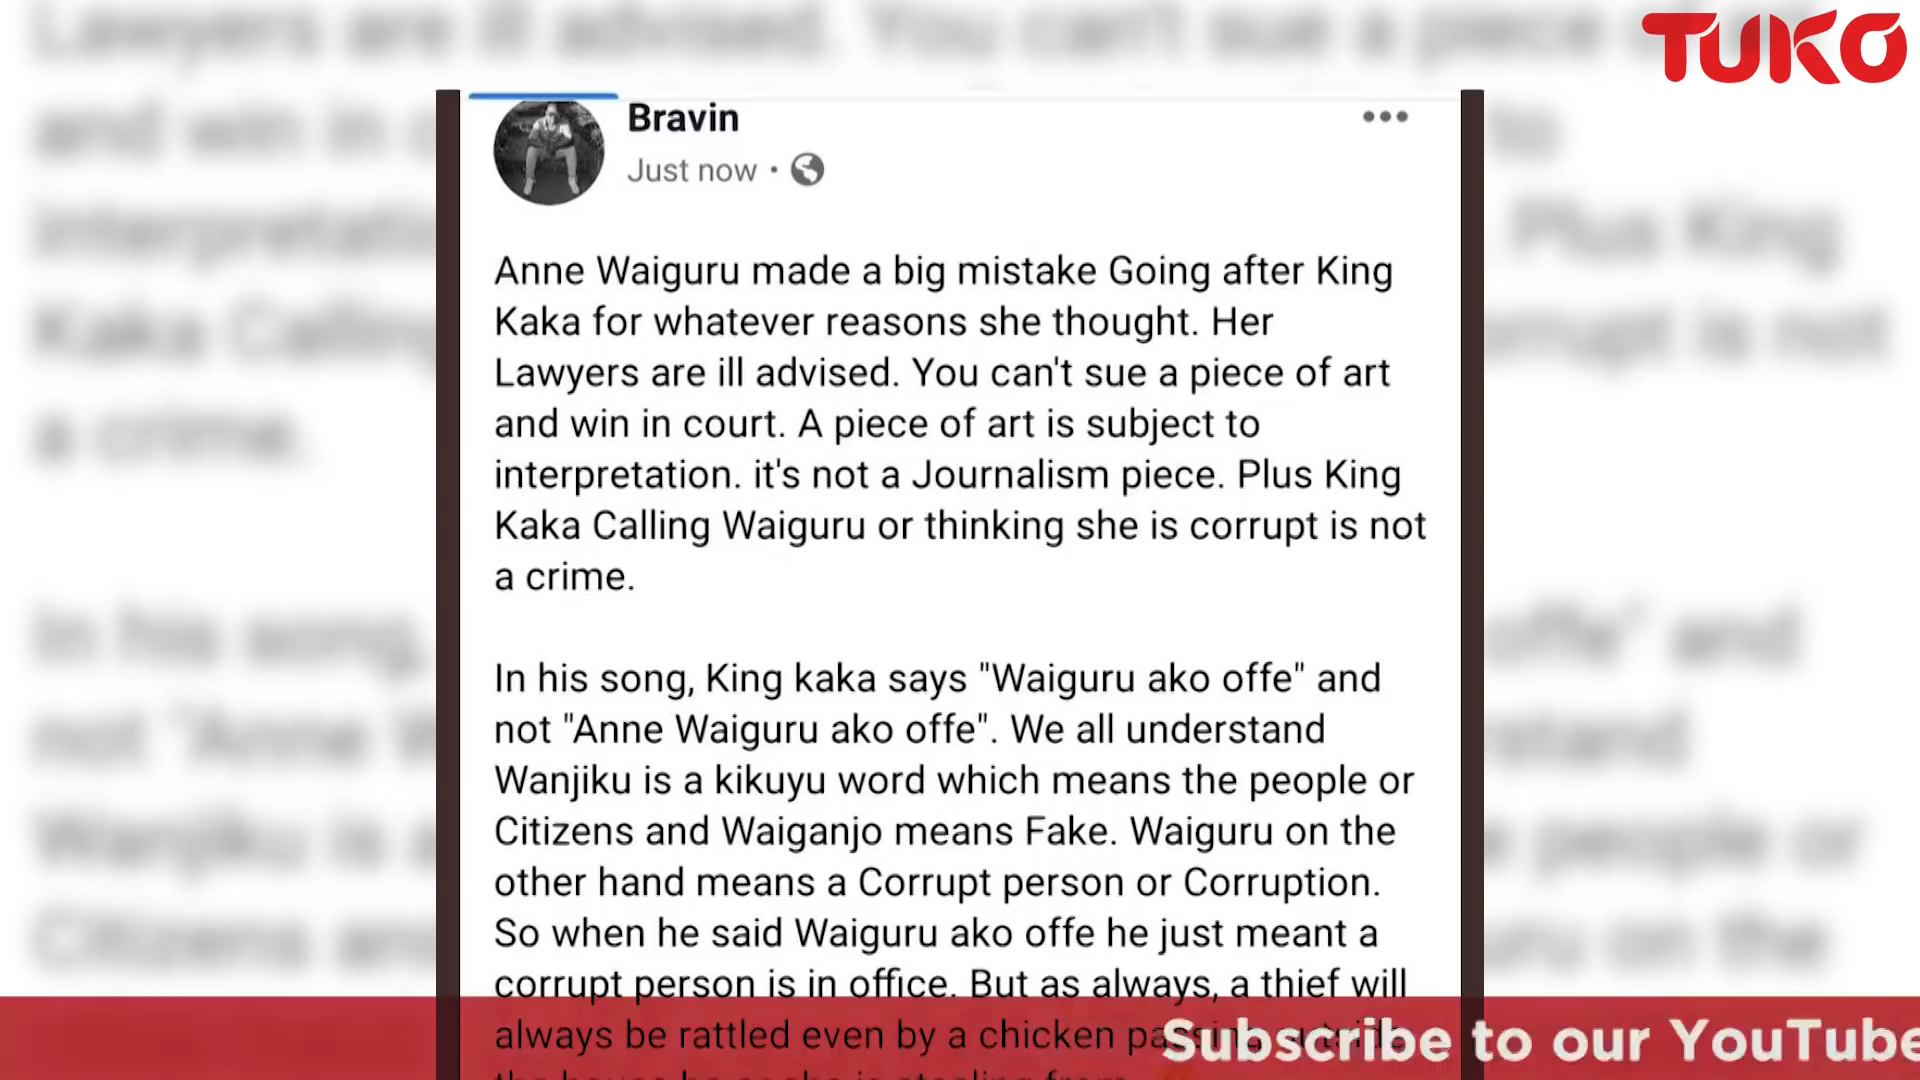 TUKO
Bravin
Just now
Anne Waiguru made a big mistake Going after King
Kaka for whatever reasons she thought. Her
Lawyers are ill advised. You can't sue a piece of art
and win in court. A piece of art is subject to
interpretation. it's not a Journalism piece. Plus King
Kaka Calling Waiguru or thinking she is corrupt is not
a crime.
In his song, King kaka says "Waiguru ako offe" and
not "Anne Waiguru ako offe". We all understand
Wanjiku is a kikuyu word which means the people or
Citizens and Waiganjo means Fake. Waiguru on the
other hand means a Corrupt person or Corruption.
So when he said Waiguru ako offe he just meant a
corrupt person is in office. But as always, a thief will
always be rattled even by a chicken passing outside
Subscribe to our YouTube